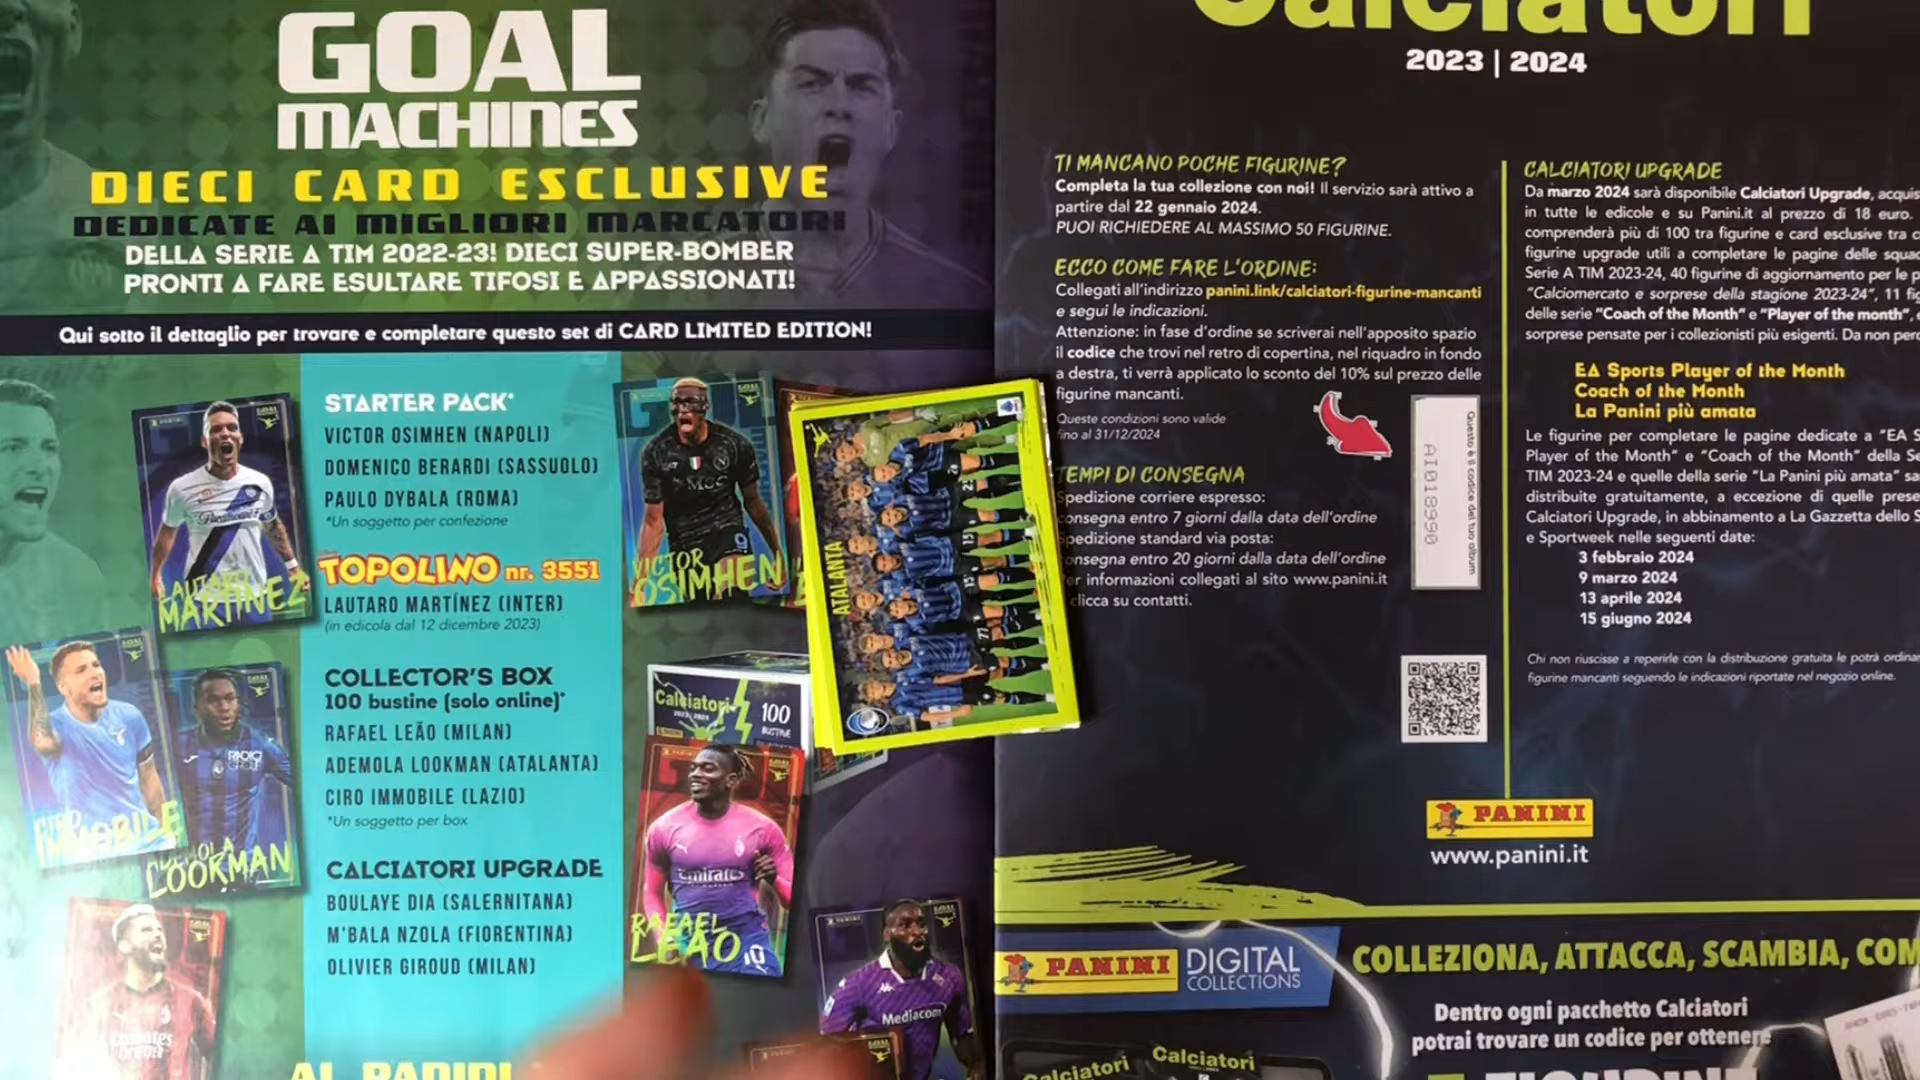 GOAL
MACHINES
DIECI CARD ESCLUSIVE
DEDICATE AI MIGLIORI MARCATORI
DELLA SERIE A TIM 2022-23! DIECI SUPER-BOMBER
PRONTI A FARE ESULTARE TIFOSI E APPASSIONATI!
Qui sotto il dettaglio per trovare e completare questo set di CARD LIMITED EDITION!
STARTER PACK*
VICTOR OSIMHEN (NAPOLI)
DOMENICO BERARDI (SASSUOLO)
PAULO DYBALA (ROMA)
*Un soggetto per confezione
TOPOLINO nr. 3551
LAUTARO MARTÍNEZ (INTER)
(in edicola dal 12 dicembre 2023)
COLLECTOR'S BOX
100 bustine (solo online)*
RAFAEL LEÃO (MILAN)
ADEMOLA LOOKMAN (ATALANTA)
CIRO IMMOBILE (LAZIO)
*Un soggetto per box
CALCIATORI UPGRADE
BOULAYE DIA (SALERNITANA)
M'BALA NZOLA (FIORENTINA)
OLIVIER GIROUD (MILAN)
LAUTARO
MARTINEZ
CIRO
IMMOBILE
ADEMOLA
LOOKMAN
VICTOR
OSIMHEN
Calciatori
2023 | 2024
100
BUSTINE
emirates
RAFAEL
LEAO
10
Mediacom
ATALANTA
Calciatori
2023 | 2024
TI MANCANO POCHE FIGURINE?
Completa la tua collezione con noi! Il servizio sarà attivo a
partire dal 22 gennaio 2024.
PUOI RICHIEDERE AL MASSIMO 50 FIGURINE.
ECCO COME FARE L'ORDINE:
Collegati all'indirizzo panini.link/calciatori-figurine-mancanti
e segui le indicazioni.
Attenzione: in fase d'ordine se scriverai nell'apposito spazio
il codice che trovi nel retro di copertina, nel riquadro in fondo
a destra, ti verrà applicato lo sconto del 10% sul prezzo delle
figurine mancanti.
Queste condizioni sono valide
fino al 31/12/2024
TEMPI DI CONSEGNA
Spedizione corriere espresso:
consegna entro 7 giorni dalla data dell'ordine
spedizione standard via posta:
consegna entro 20 giorni dalla data dell'ordine
er informazioni collegati al sito www.panini.it
clicca su contatti.
Questo è il codice del tuo album
AI018990
CALCIATORI UPGRADE
Da marzo 2024 sarà disponibile Calciatori Upgrade, acquis
in tutte le edicole e su Panini.it al prezzo di 18 euro.
comprenderà più di 100 tra figurine e card esclusive tra c
figurine upgrade utili a completare le pagine delle squad
Serie A TIM 2023-24, 40 figurine di aggiornamento per le p
"Calciomercato e sorprese della stagione 2023-24", 11 fig
delle serie "Coach of the Month" e "Player of the month",
sorprese pensate per i collezionisti più esigenti. Da non perd
EA Sports Player of the Month
Coach of the Month
La Panini più amata
Le figurine per completare le pagine dedicate a "EA S
Player of the Month" e "Coach of the Month" della Se
TIM 2023-24 e quelle della serie "La Panini più amata" sa
distribuite gratuitamente, a eccezione di quelle prese
Calciatori Upgrade, in abbinamento a La Gazzetta dello S
e Sportweek nelle seguenti date:
3 febbraio 2024
9 marzo 2024
13 aprile 2024
15 giugno 2024
Chi non riuscisse a reperirle con la distribuzione gratuita le potrà ordina
figurine mancanti seguendo le indicazioni riportate nel negozio online.
PANINI
www.panini.it
PANINI
DIGITAL
COLLECTIONS
COLLEZIONA, ATTACCA, SCAMBIA, COM
Dentro ogni pacchetto Calciatori
potrai trovare un codice per ottenere
Calciatori
Calciatori